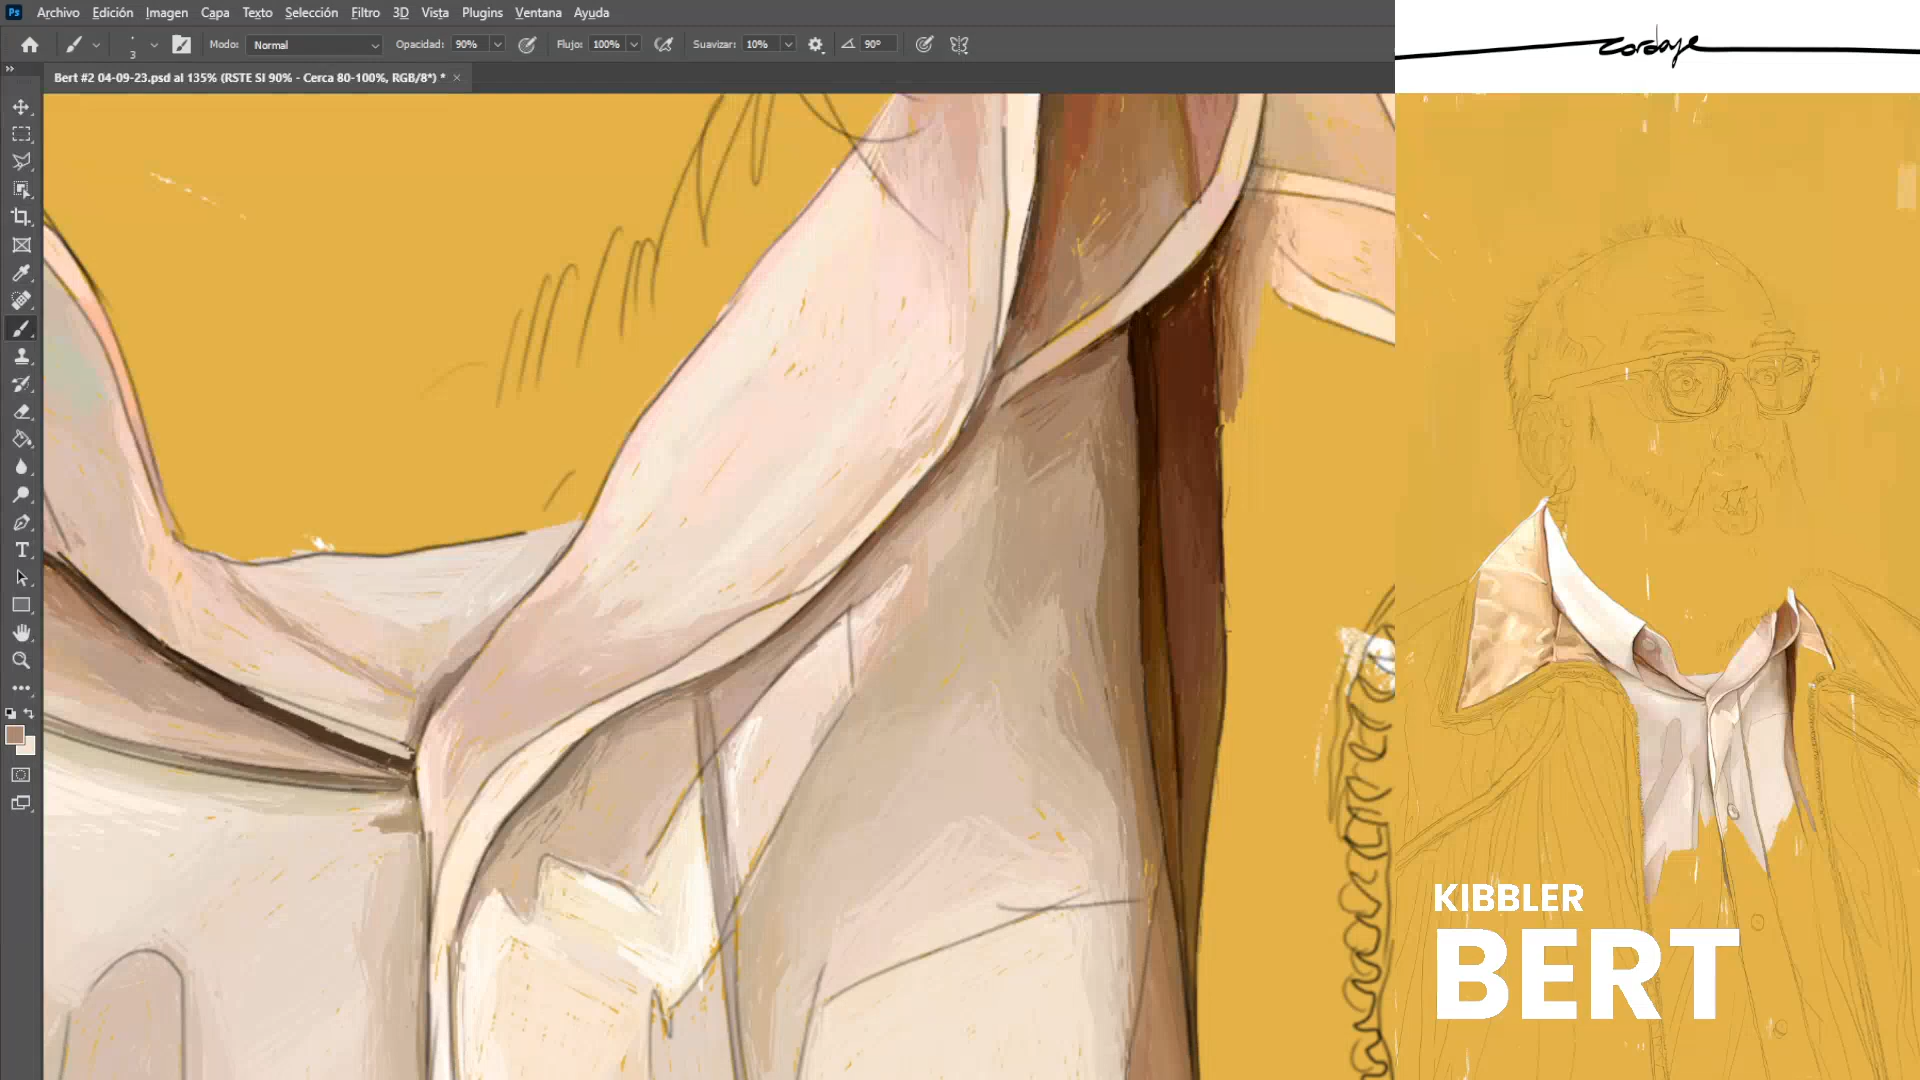 Ps Archivo Edición Imagen Capa Texto Selección Filtro 3D Vista Plugins Ventana Ayuda
3 Modo: Normal Opacidad: 90% Flujo: 100% Suavizar: 10% 90°
Bert #2 04-09-23.psd al 135% (RSTE SI 90% - Cerca 80-100%, RGB/8*) *
KIBBLER
BERT